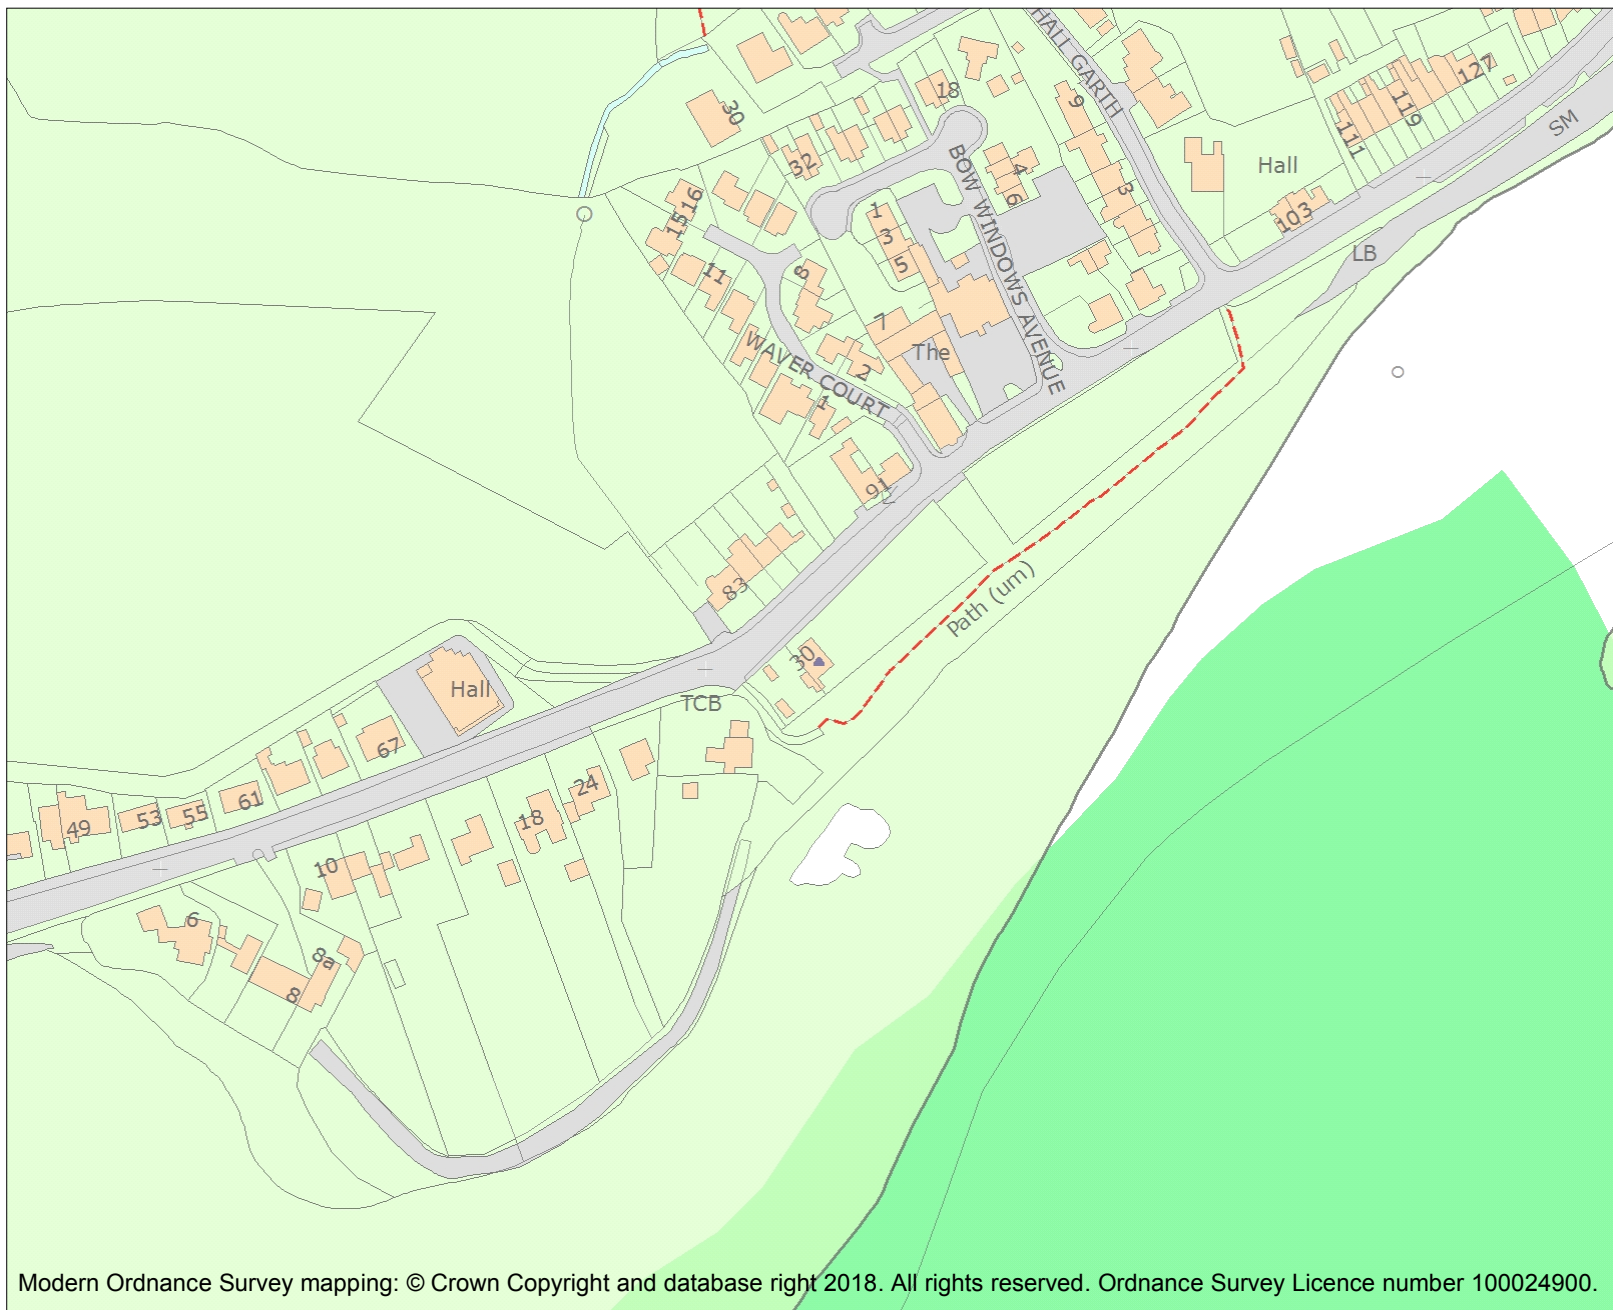 HALL GARTH
127
SM
18
9
119
30
111
32
BOW WINDOWS AVENUE
Hall
4
6
3
16
15
103
1
3
5
LB
11
8
7
The
WAVER COURT
2
1
91
83
Path (um)
30
Hall
TCB
67
24
61
55
53
49
18
10
6
8a
8
Modern Ordnance Survey mapping: © Crown Copyright and database right 2018. All rights reserved. Ordnance Survey Licence number 100024900.